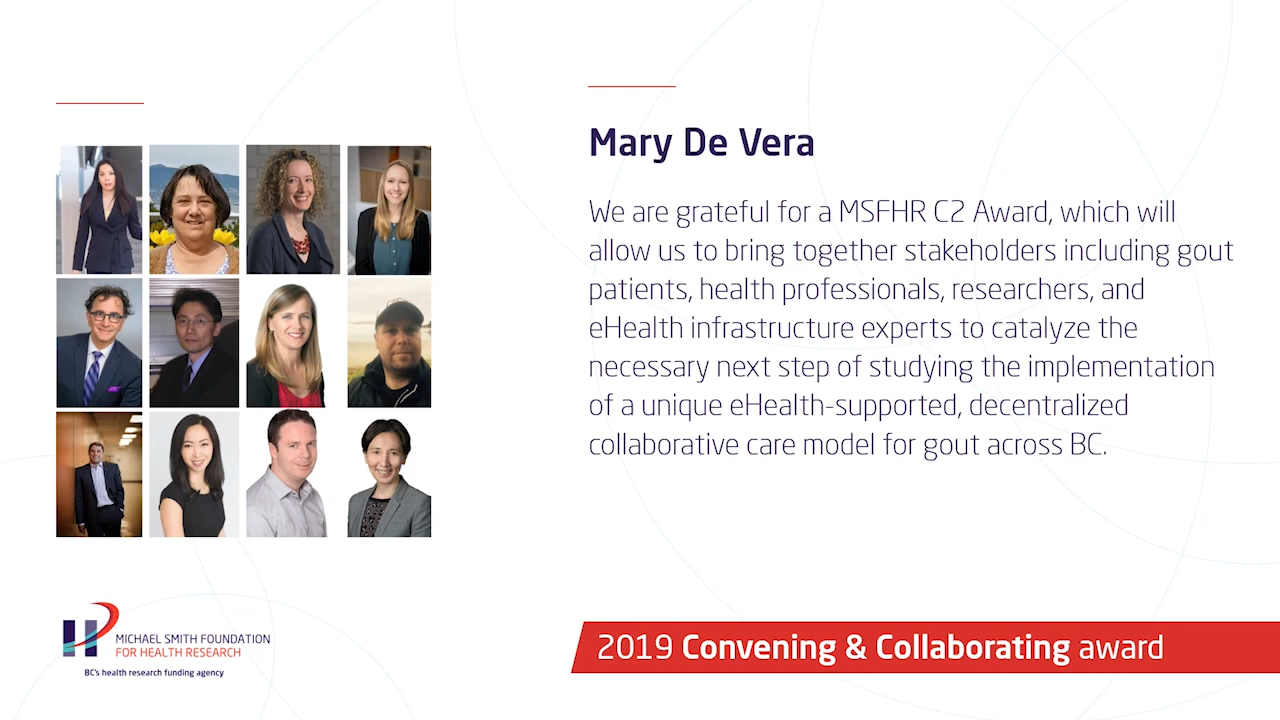 Mary De Vera
We are grateful for a MSFHR C2 Award, which will
allow us to bring together stakeholders including gout
patients, health professionals, researchers, and
eHealth infrastructure experts to catalyze the
necessary next step of studying the implementation
of a unique eHealth-supported, decentralized
collaborative care model for gout across BC.
MICHAEL SMITH FOUNDATION
FOR HEALTH RESEARCH
BC's health research funding agency
2019 Convening & Collaborating award